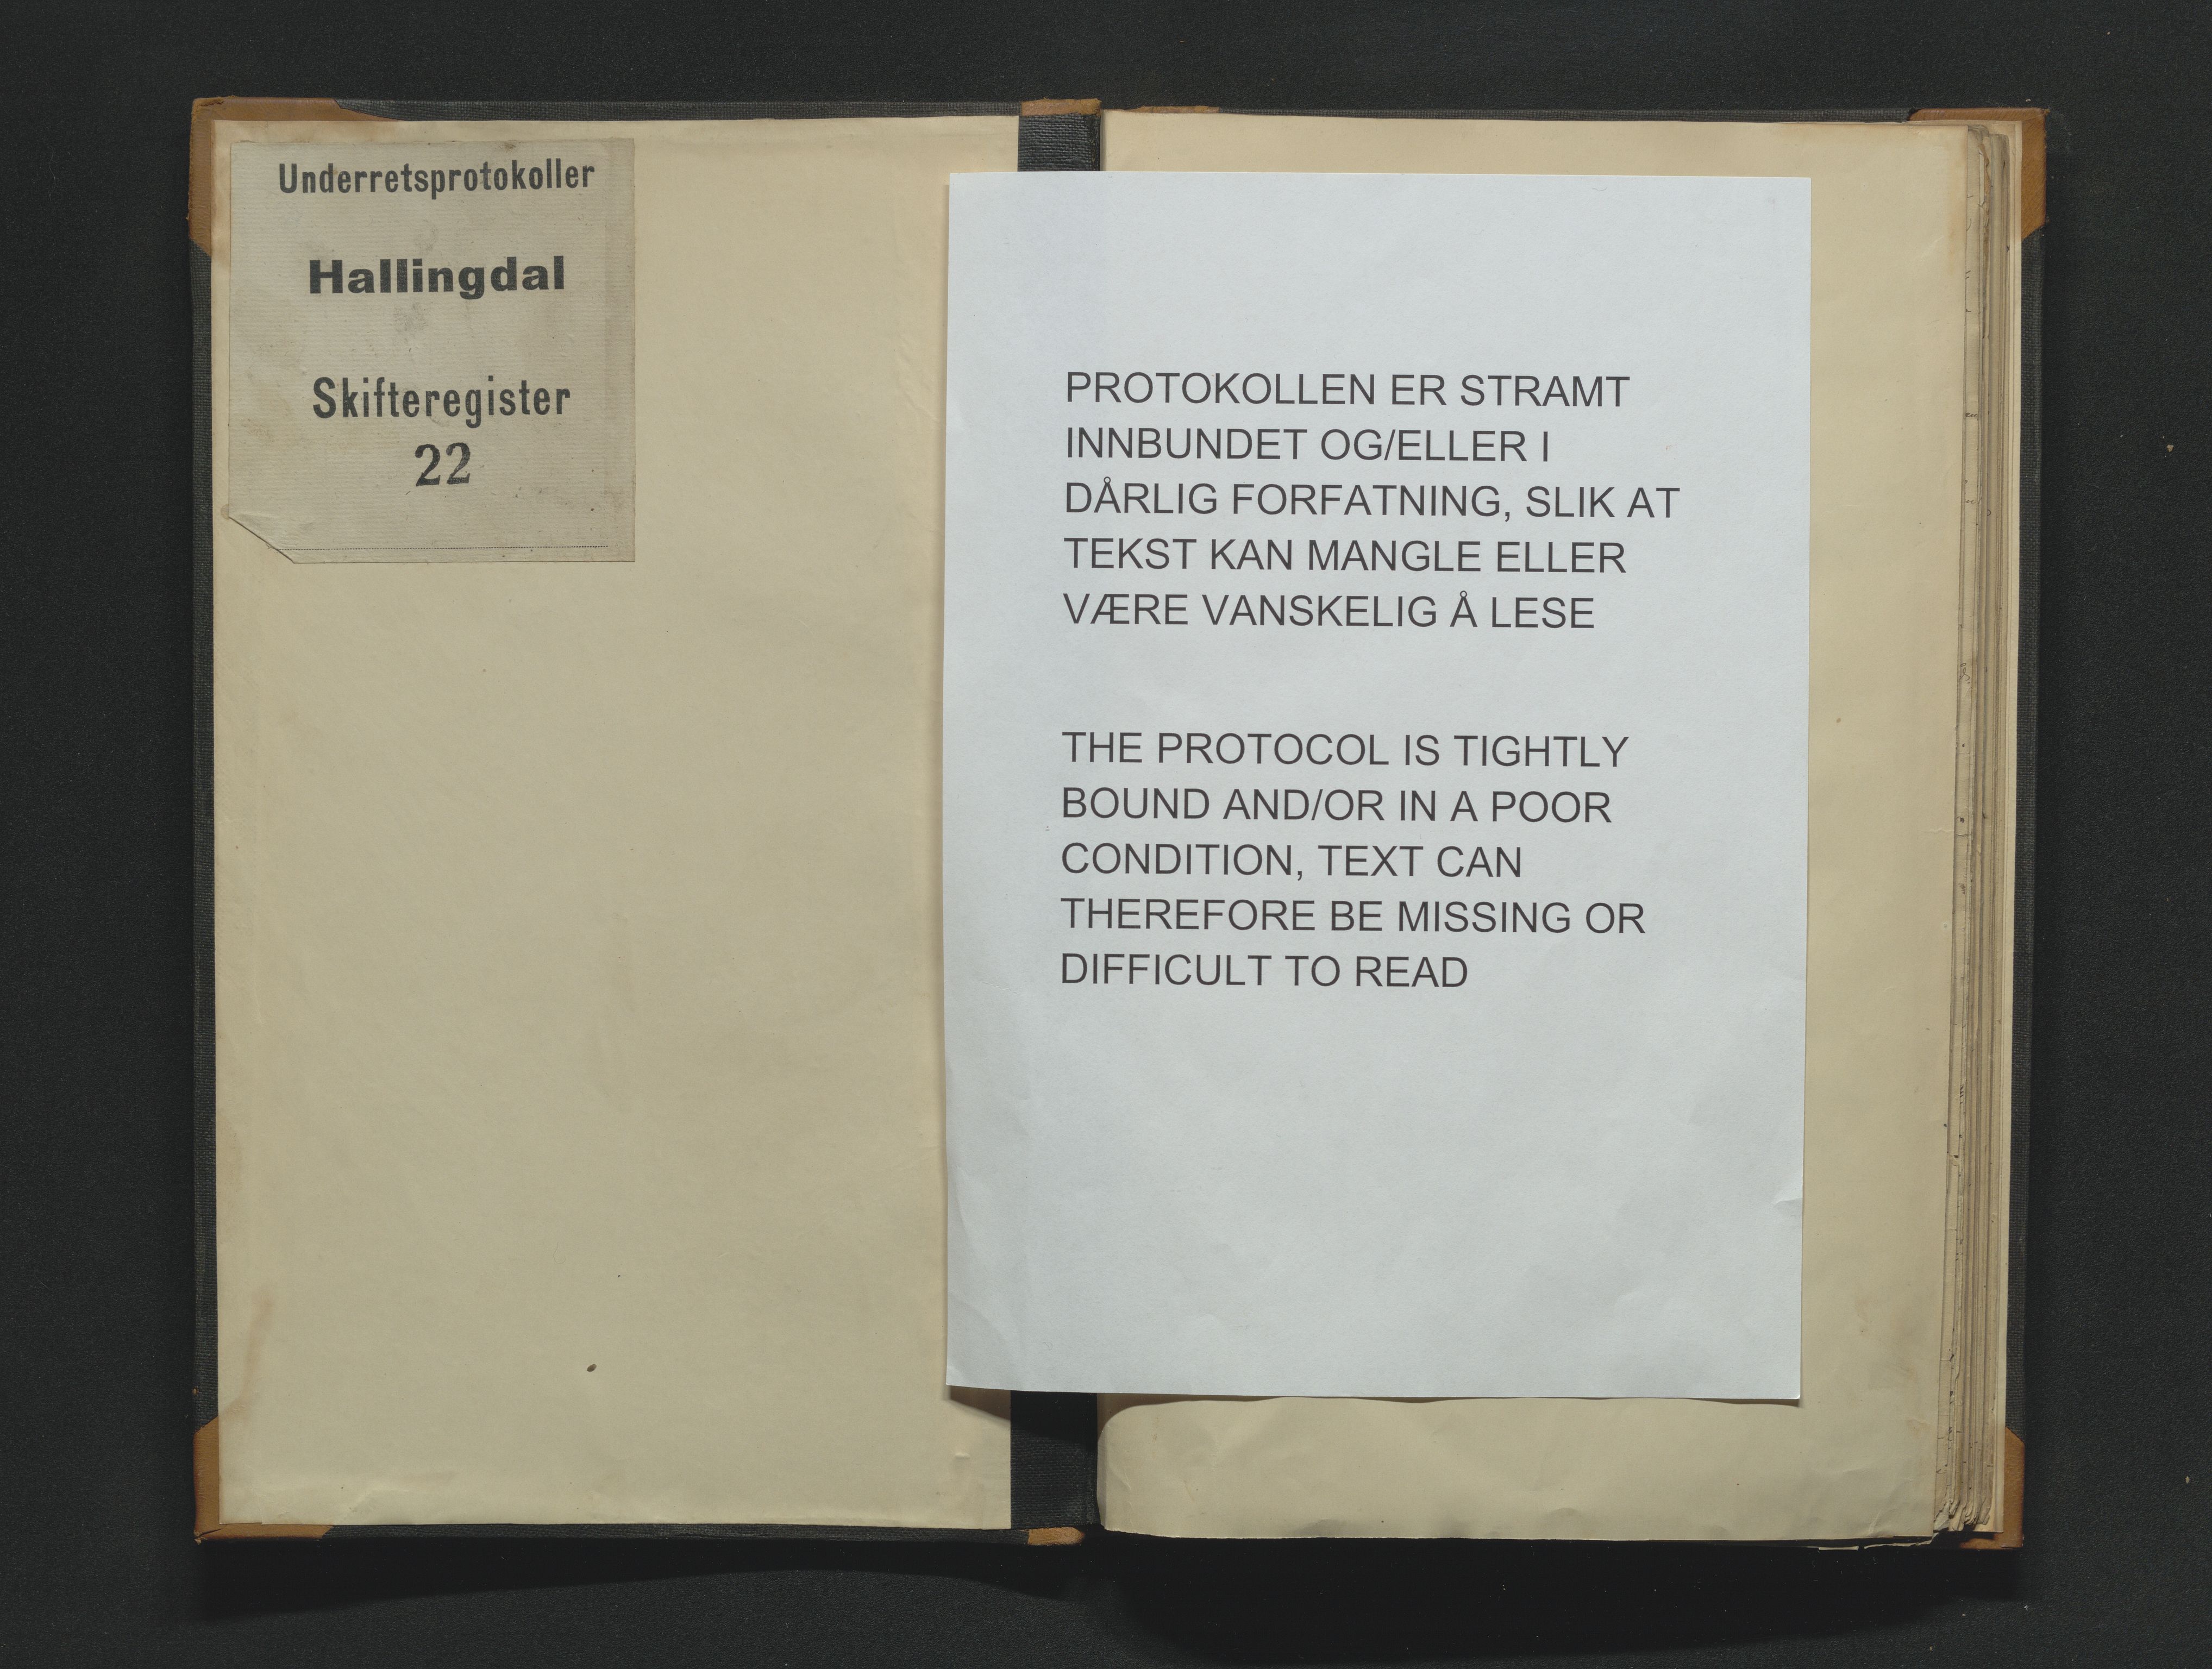 Underretsprotokoller
Hallingdal
Skifteregister
22
PROTOKOLLEN ER STRAMT
INNBUNDET OG/ELLER I
DÅRLIG FORFATNING, SLIK AT
TEKST KAN MANGLE ELLER
VÆRE VANSKELIG Å LESE
THE PROTOCOL IS TIGHTLY
BOUND AND/OR IN A POOR
CONDITION, TEXT CAN
THEREFORE BE MISSING OR
DIFFICULT TO READ